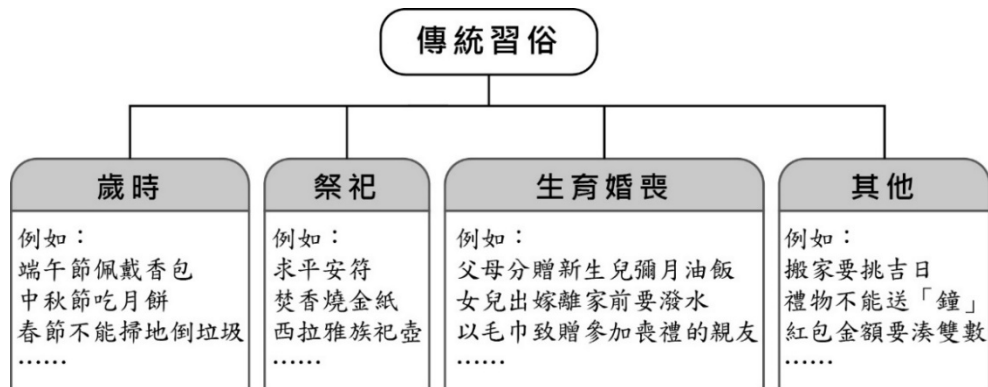 傳統習俗
歲時
例如：
端午節佩戴香包
中秋節吃月餅
春節不能掃地倒垃圾
……
祭祀
例如：
求平安符
焚香燒金紙
西拉雅族祀壺
……
生育婚喪
例如：
父母分贈新生兒彌月油飯
女兒出嫁離家前要潑水
以毛巾致贈參加喪禮的親友
……
其他
例如：
搬家要挑吉日
禮物不能送「鐘」
紅包金額要湊雙數
……